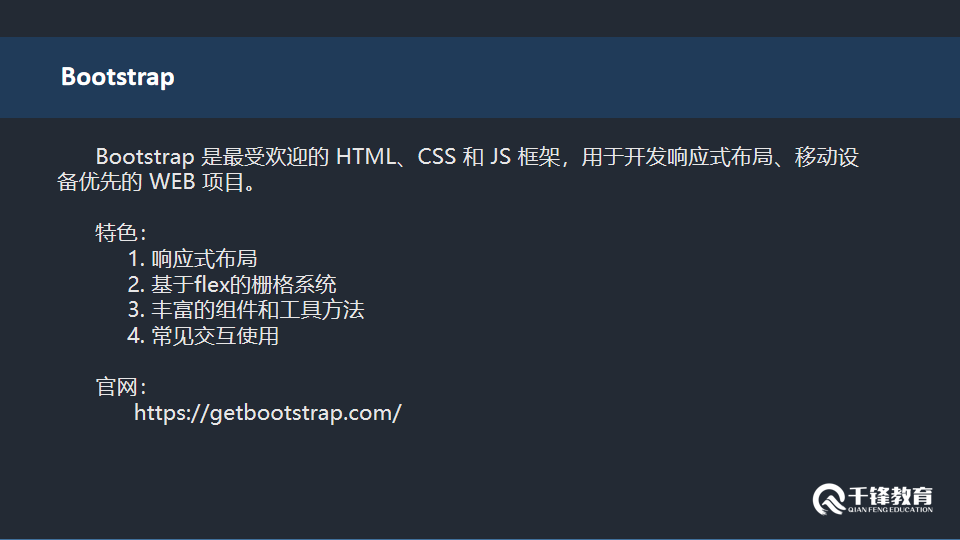 Bootstrap
Bootstrap 是最受欢迎的 HTML、CSS 和 JS 框架，用于开发响应式布局、移动设
备优先的 WEB 项目。
特色：
1. 响应式布局
2. 基于flex的栅格系统
3. 丰富的组件和工具方法
4. 常见交互使用
官网：
https://getbootstrap.com/
千锋教育
QIAN FENG EDUCATION